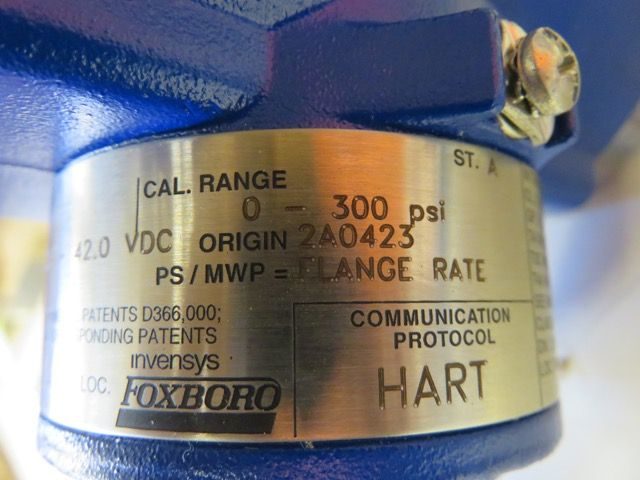 ST. A
CAL. RANGE
0 - 300 psi
42.0 VDC ORIGIN 2A0423
PS/MWP = FLANGE RATE
PATENTS D366,000;
PONDING PATENTS
COMMUNICATION
PROTOCOL
HART
invensys
LOC. FOXBORO